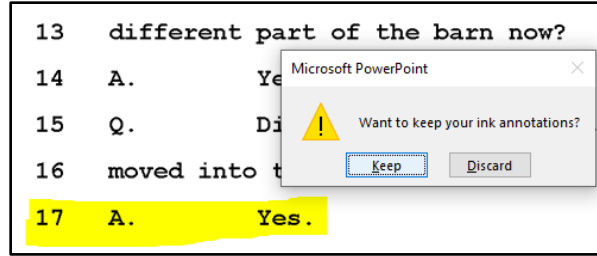 13 different part of the barn now?
Microsoft PowerPoint
14 A. Ye
15 Q. Di
Want to keep your ink annotations?
16 moved into t
Keep Discard
17 A. Yes.